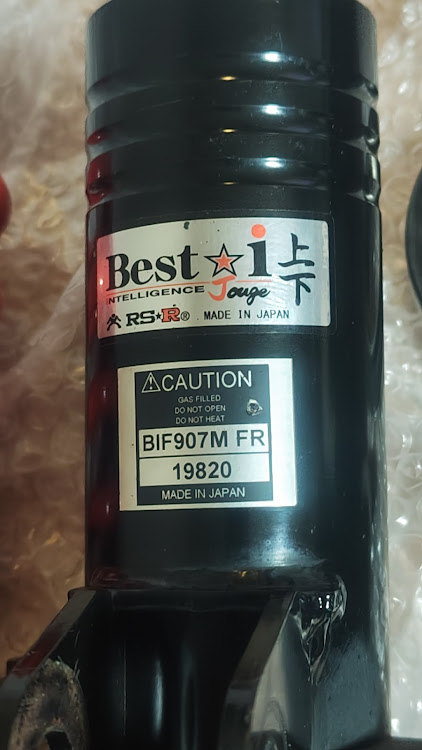 Best★i 上下
INTELLIGENCE Jouge
RS★R® MADE IN JAPAN
⚠CAUTION
GAS FILLED
DO NOT OPEN
DO NOT HEAT
BIF907M FR
19820
MADE IN JAPAN